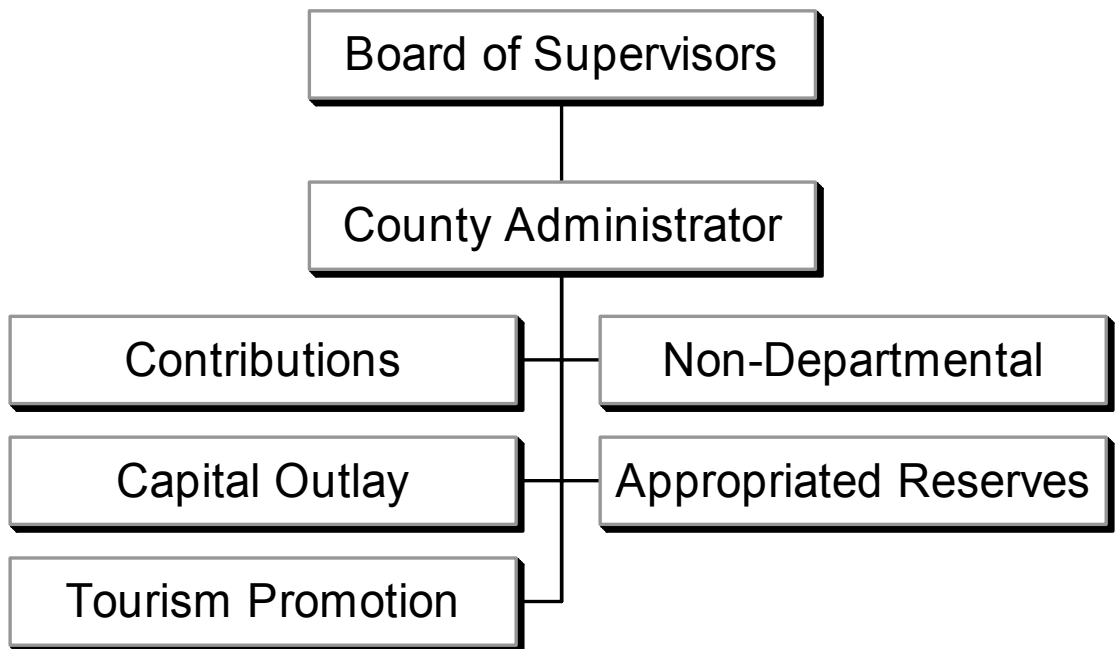 Board of Supervisors
County Administrator
Contributions
Non-Departmental
Capital Outlay
Appropriated Reserves
Tourism Promotion